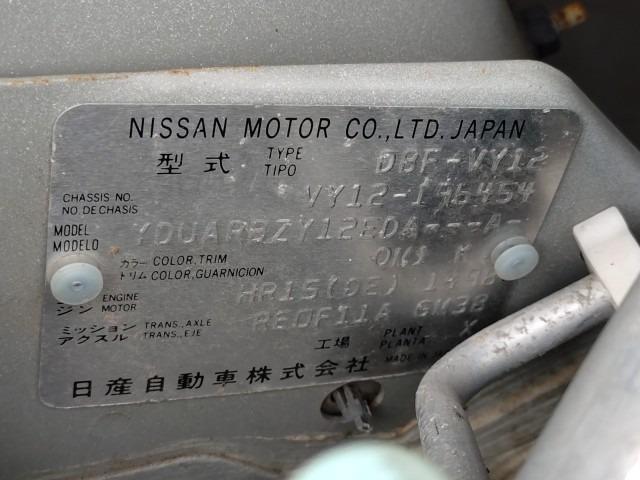 NISSAN MOTOR CO.,LTD. JAPAN
型式 TYPE TIPO DBF-VY12
CHASSIS NO. NO.DE CHASIS VY12-196454
MODEL MODELO
カラー COLOR,TRIM
トリム COLOR,GUARNICION
ENGINE HR15(DE)
ジン MOTOR
ミッション TRANS.,AXLE RE0F11A GM38
アクスル TRANS.,EJE
工場 PLANT PLANTA X
日産自動車株式会社 MADE IN